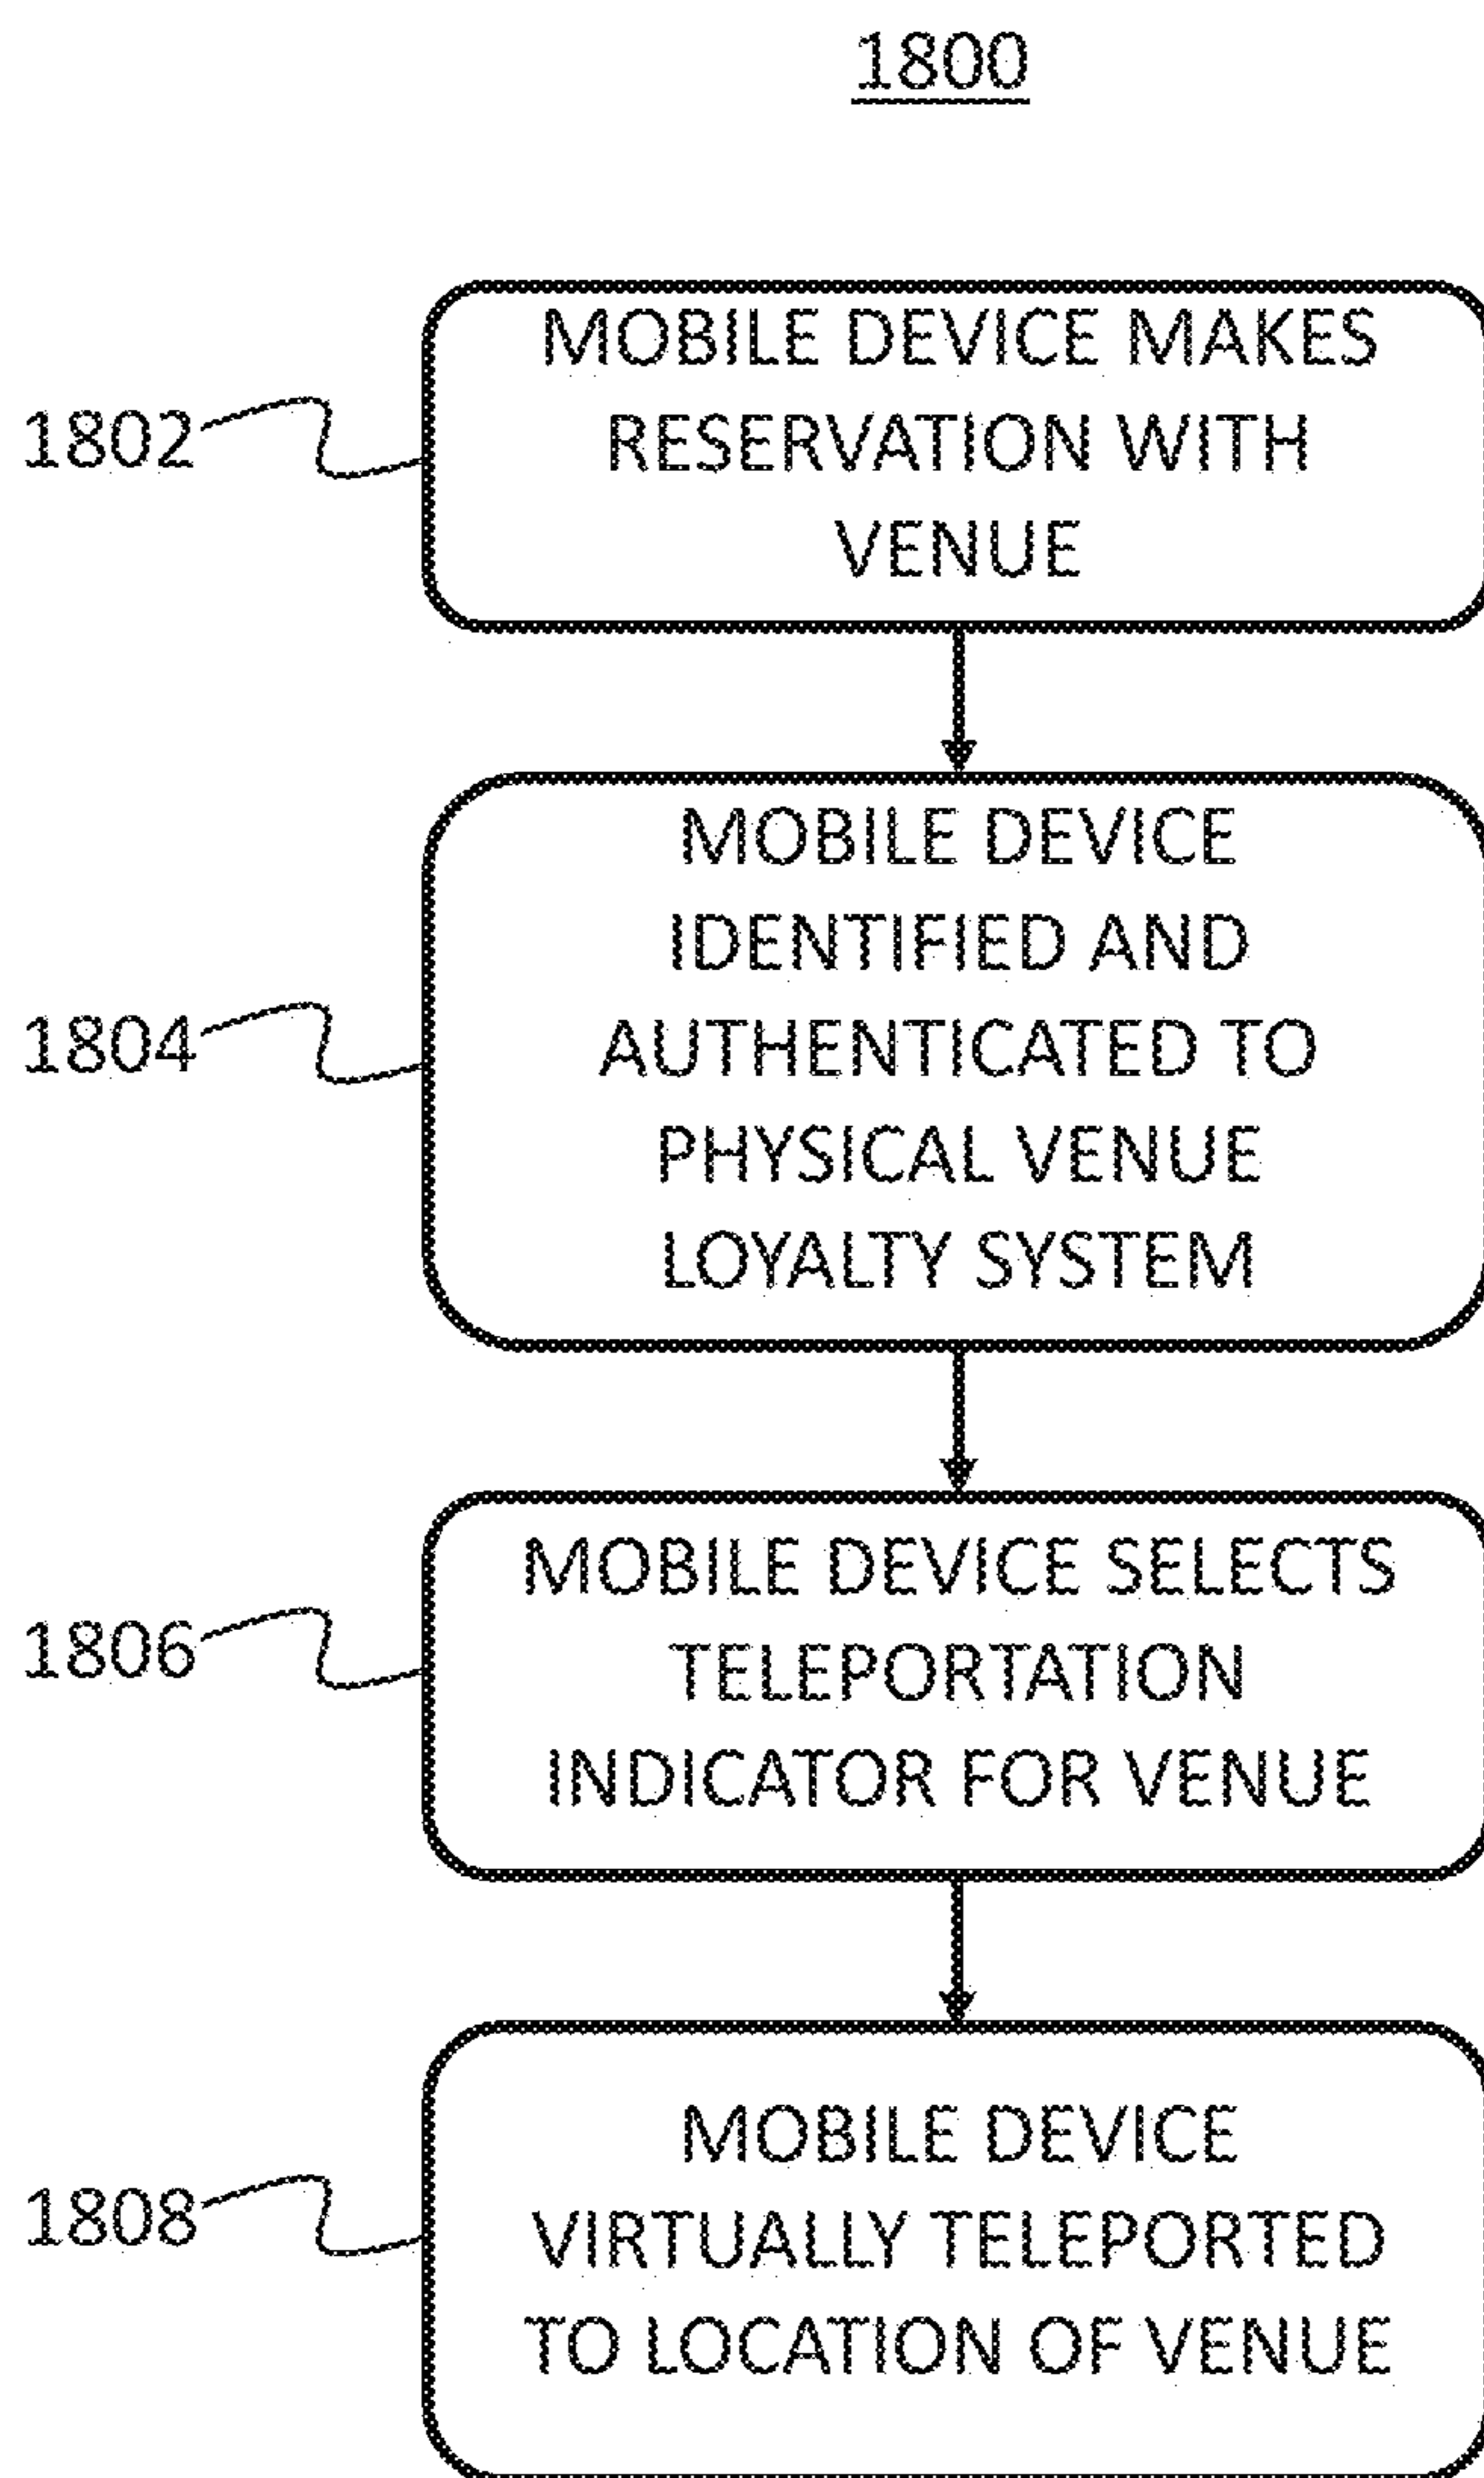 1800
MOBILE DEVICE MAKES
RESERVATION WITH
VENUE
1802
MOBILE DEVICE
IDENTIFIED AND
AUTHENTICATED TO
PHYSICAL VENUE
LOYALTY SYSTEM
1804
MOBILE DEVICE SELECTS
TELEPORTATION
INDICATOR FOR VENUE
1806
MOBILE DEVICE
VIRTUALLY TELEPORTED
TO LOCATION OF VENUE
1808